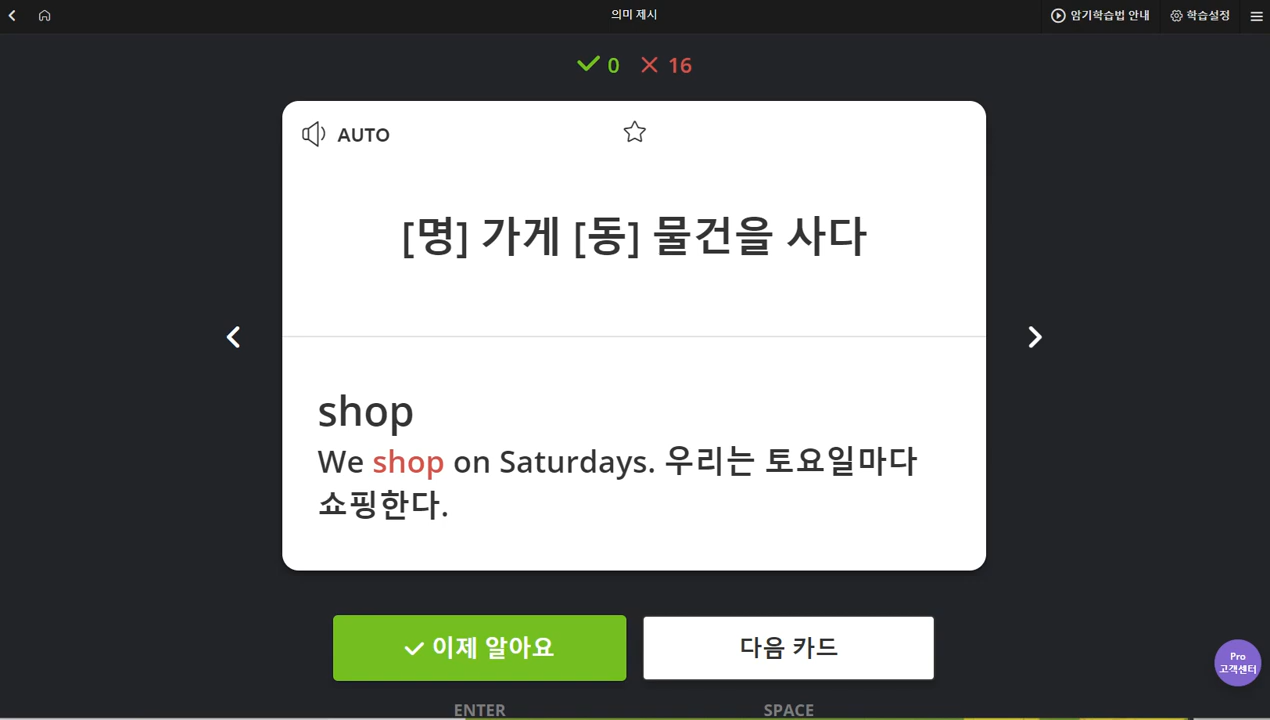 의미 제시
암기학습법 안내
학습설정
0 16
AUTO
[명] 가게 [동] 물건을 사다
shop
We shop on Saturdays. 우리는 토요일마다
쇼핑한다.
이제 알아요
다음 카드
Pro
고객센터
ENTER
SPACE